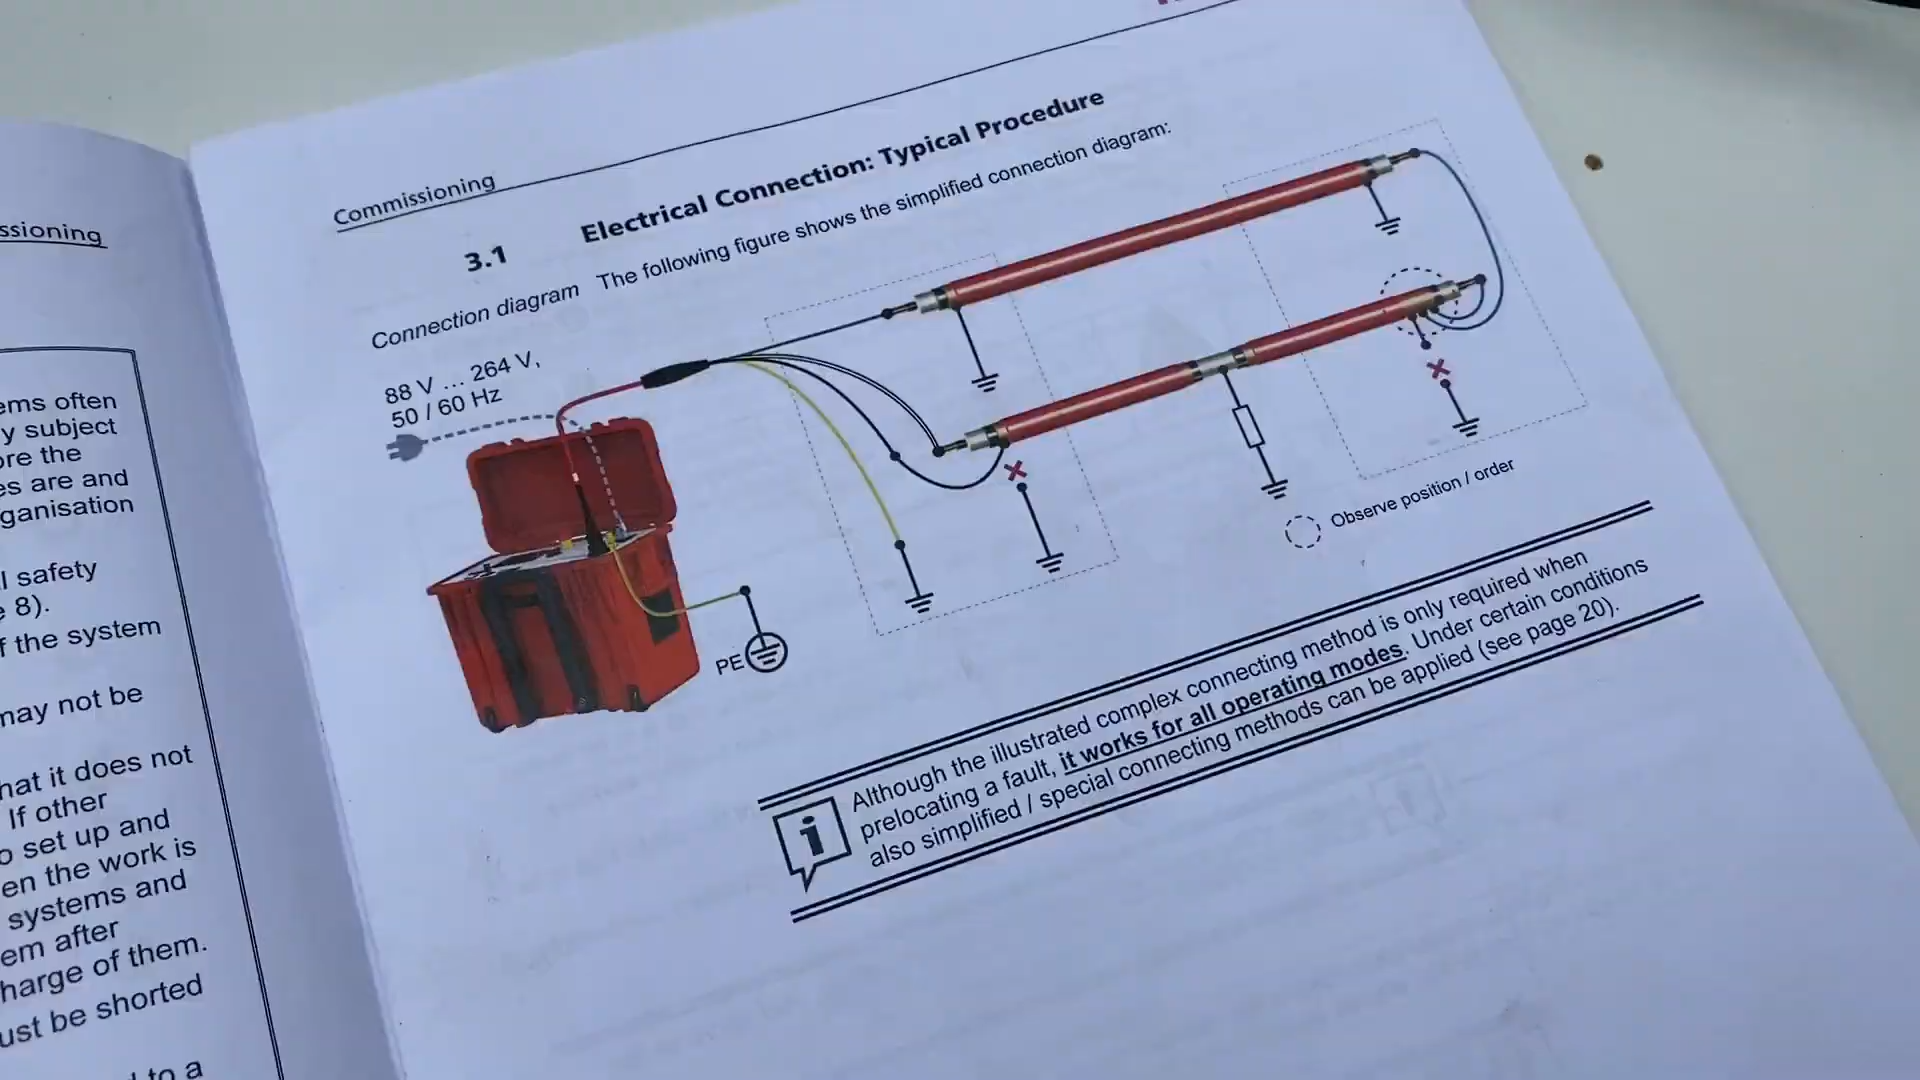 ssioning
ems often
y subject
ore the
es are and
ganisation
l safety
e 8).
f the system
may not be
hat it does not
If other
o set up and
en the work is
systems and
em after
harge of them.
ust be shorted
to a
Commissioning
3.1 Electrical Connection: Typical Procedure
Connection diagram The following figure shows the simplified connection diagram:
88 V ... 264 V,
50 / 60 Hz
PE
Observe position / order
Although the illustrated complex connecting method is only required when
prelocating a fault, it works for all operating modes. Under certain conditions
also simplified / special connecting methods can be applied (see page 20).